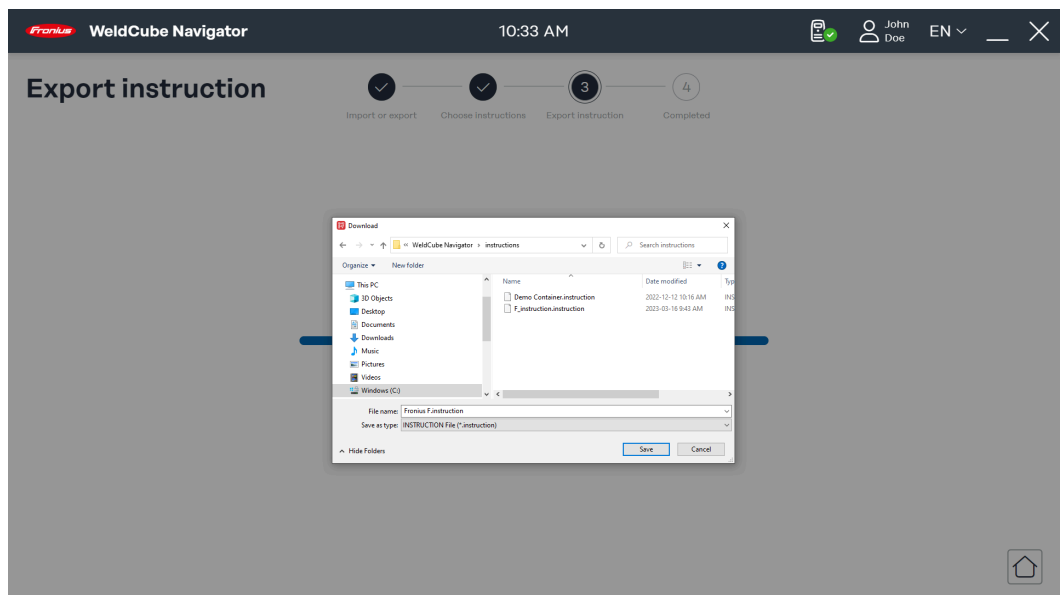 Fronius WeldCube Navigator 10:33 AM John Doe EN
Export instruction
3 4
Import or export Choose instructions Export instruction Completed
Download
« WeldCube Navigator › instructions Search instructions
Organize New folder
Name Date modified Typ
This PC
3D Objects
Desktop
Documents
Downloads
Music
Pictures
Videos
Windows (C:)
Demo Container.instruction 2022-12-12 10:16 AM INS
F_instruction.instruction 2023-03-16 9:43 AM INS
File name: Fronius F.instruction
Save as type: INSTRUCTION File (*.instruction)
Hide Folders Save Cancel